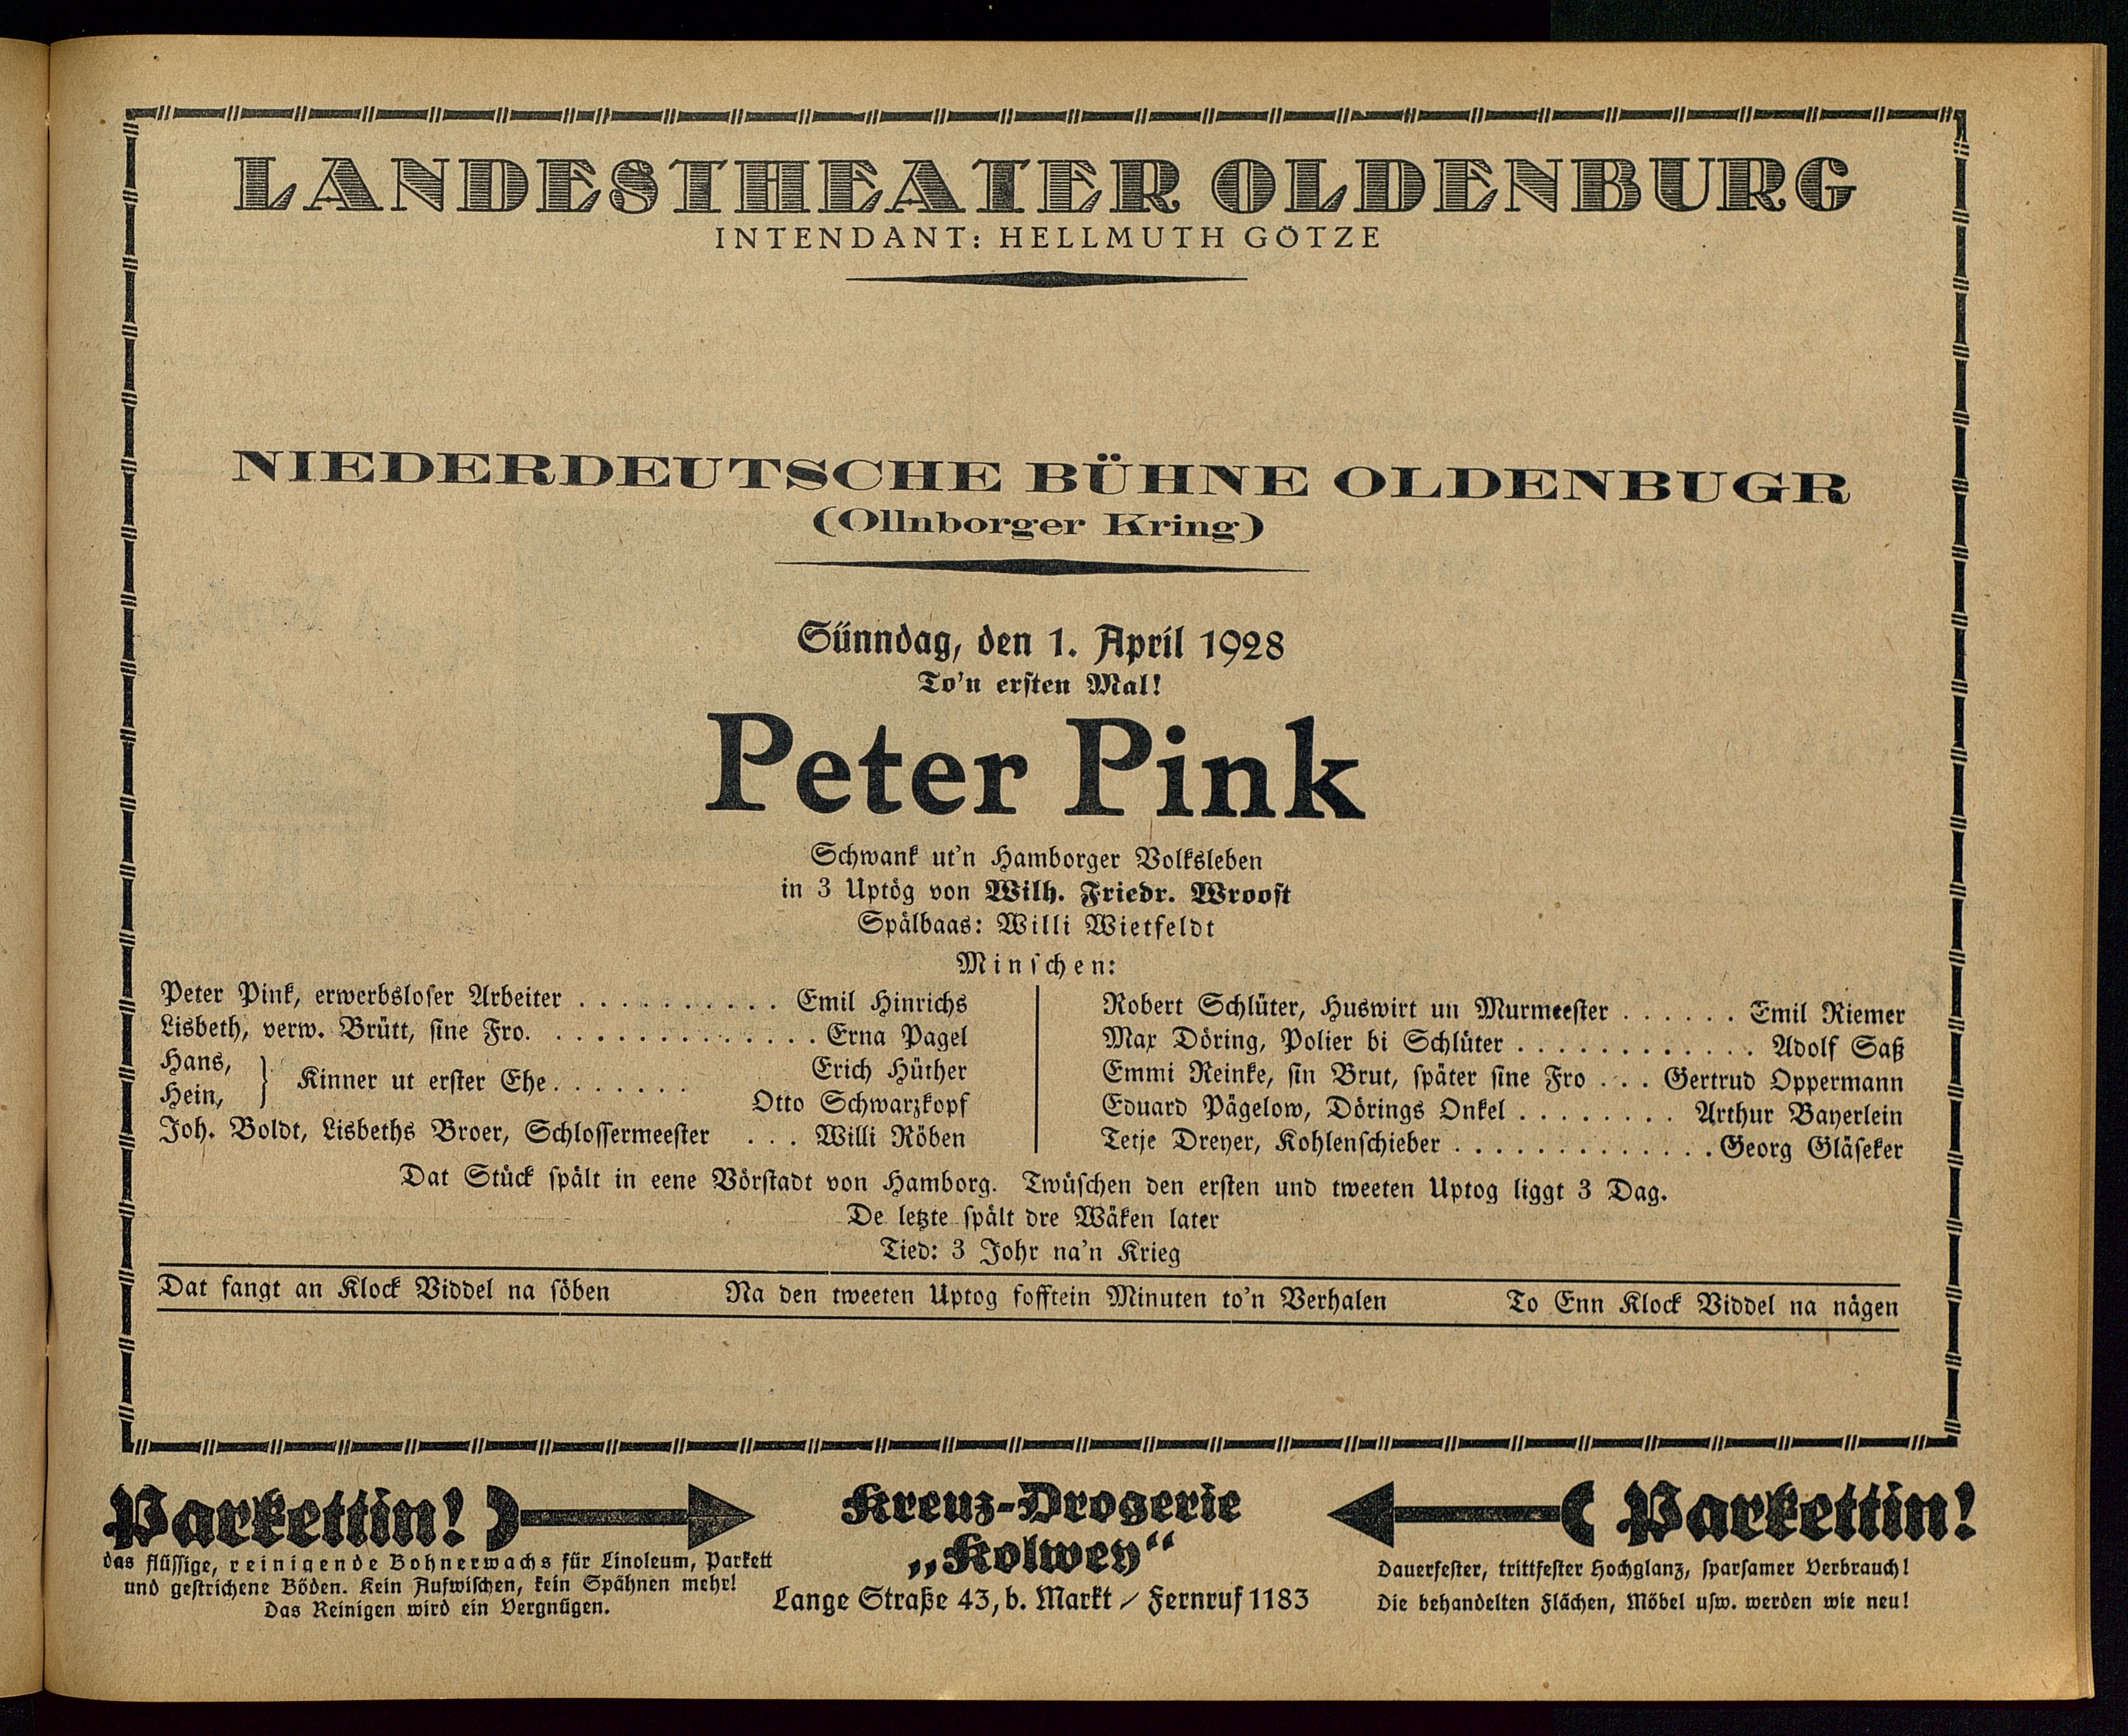 LANDESTHEATER OLDENBURG
INTENDANT: HELLMUTH GÖTZE
NIEDERDEUTSCHE BÜHNE OLDENBUGR
(Ollnborger Kring)
Sünndag, den 1. April 1928
To'n ersten Mal!
Peter Pink
Schwank ut'n Hamborger Volksleben
in 3 Uptög von Wilh. Friedr. Wroost
Spälbaas: Willi Wietfeldt
Minschen:
Peter Pink, erwerbsloser Arbeiter . . . . . . . . . . Emil Hinrichs
Lisbeth, verw. Brütt, sine Fro. . . . . . . . . . . . . . . Erna Pagel
Hans, } Kinner ut erster Ehe. . . . . . . Erich Hüther
Hein, Otto Schwarzkopf
Joh. Boldt, Lisbeths Broer, Schlossermeester . . . Willi Röben
Robert Schlüter, Huswirt un Murmeester . . . . . . Emil Riemer
Max Döring, Polier bi Schlüter . . . . . . . . . . . . Adolf Saß
Emmi Reinke, sin Brut, später sine Fro . . . Gertrud Oppermann
Eduard Pägelow, Dörings Onkel . . . . . . . . Arthur Bayerlein
Tetje Dreyer, Kohlenschieber . . . . . . . . . . . . . Georg Gläseker
Dat Stück spält in eene Vörstadt von Hamborg. Twüschen den ersten und tweeten Uptog liggt 3 Dag.
De letzte spält dre Wäken later
Tied: 3 Johr na'n Krieg
Dat fangt an Klock Viddel na söben Na den tweeten Uptog fofftein Minuten to'n Verhalen To Enn Klock Viddel na nägen
Parkettin!
das flüssige, reinigende Bohnerwachs für Linoleum, Parkett
und gestrichene Böden. Kein Aufwischen, kein Spähnen mehr!
Das Reinigen wird ein Vergnügen.
Kreuz-Drogerie
„Kolwey“
Lange Straße 43, b. Markt / Fernruf 1183
Parkettin!
Dauerfester, trittfester Hochglanz, sparsamer Verbrauch!
Die behandelten Flächen, Möbel usw. werden wie neu!